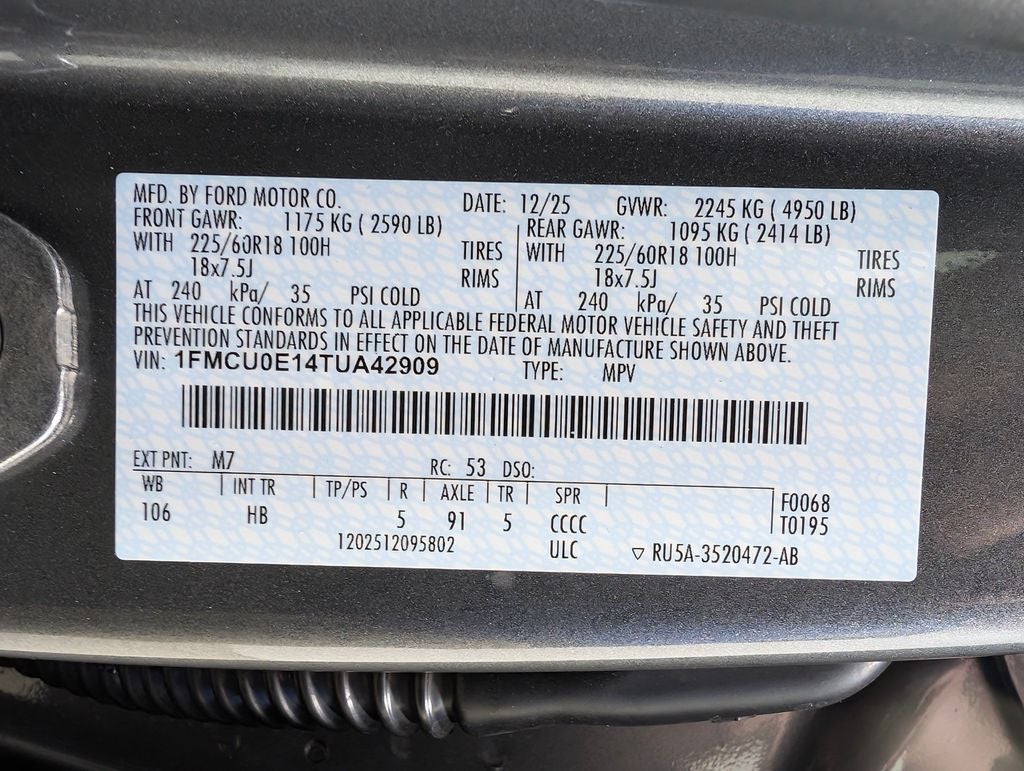 MFD. BY FORD MOTOR CO. DATE: 12/25 GVWR: 2245 KG ( 4950 LB)
FRONT GAWR: 1175 KG ( 2590 LB) REAR GAWR: 1095 KG ( 2414 LB)
WITH 225/60R18 100H TIRES WITH 225/60R18 100H TIRES
18x7.5J RIMS 18x7.5J RIMS
AT 240 kPa/ 35 PSI COLD AT 240 kPa/ 35 PSI COLD
THIS VEHICLE CONFORMS TO ALL APPLICABLE FEDERAL MOTOR VEHICLE SAFETY AND THEFT
PREVENTION STANDARDS IN EFFECT ON THE DATE OF MANUFACTURE SHOWN ABOVE.
VIN: 1FMCU0E14TUA42909 TYPE: MPV
EXT PNT: M7 RC: 53 DSO:
WB INT TR TP/PS R AXLE TR SPR F0068
106 HB 5 91 5 CCCC T0195
1202512095802 ULC ▽ RU5A-3520472-AB